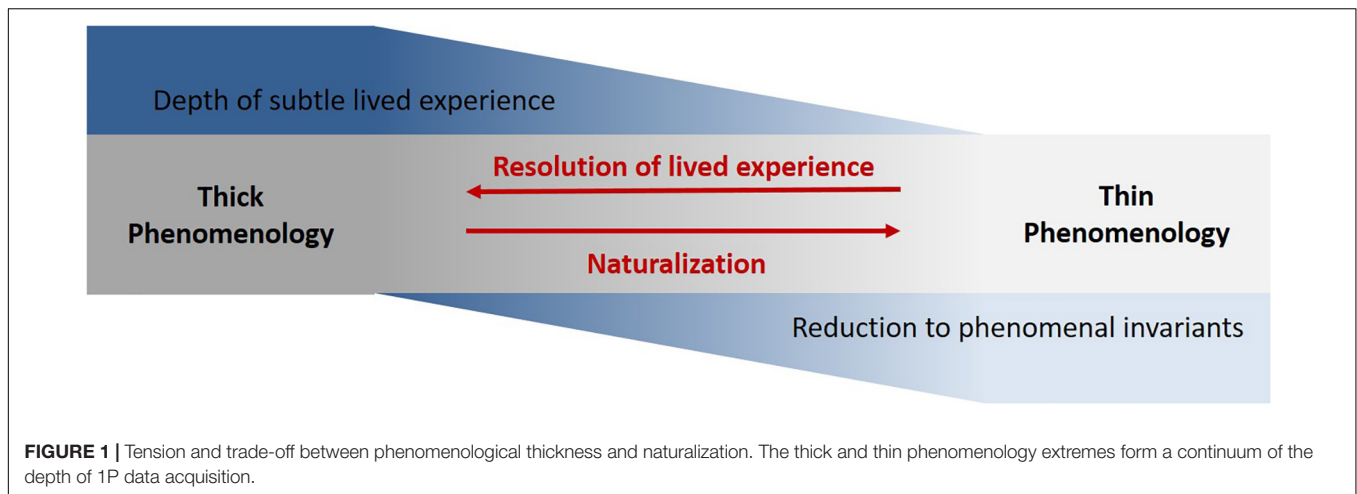 Depth of subtle lived experience
Resolution of lived experience
Thick
Phenomenology
Thin
Phenomenology
Naturalization
Reduction to phenomenal invariants
FIGURE 1 | Tension and trade-off between phenomenological thickness and naturalization. The thick and thin phenomenology extremes form a continuum of the
depth of 1P data acquisition.